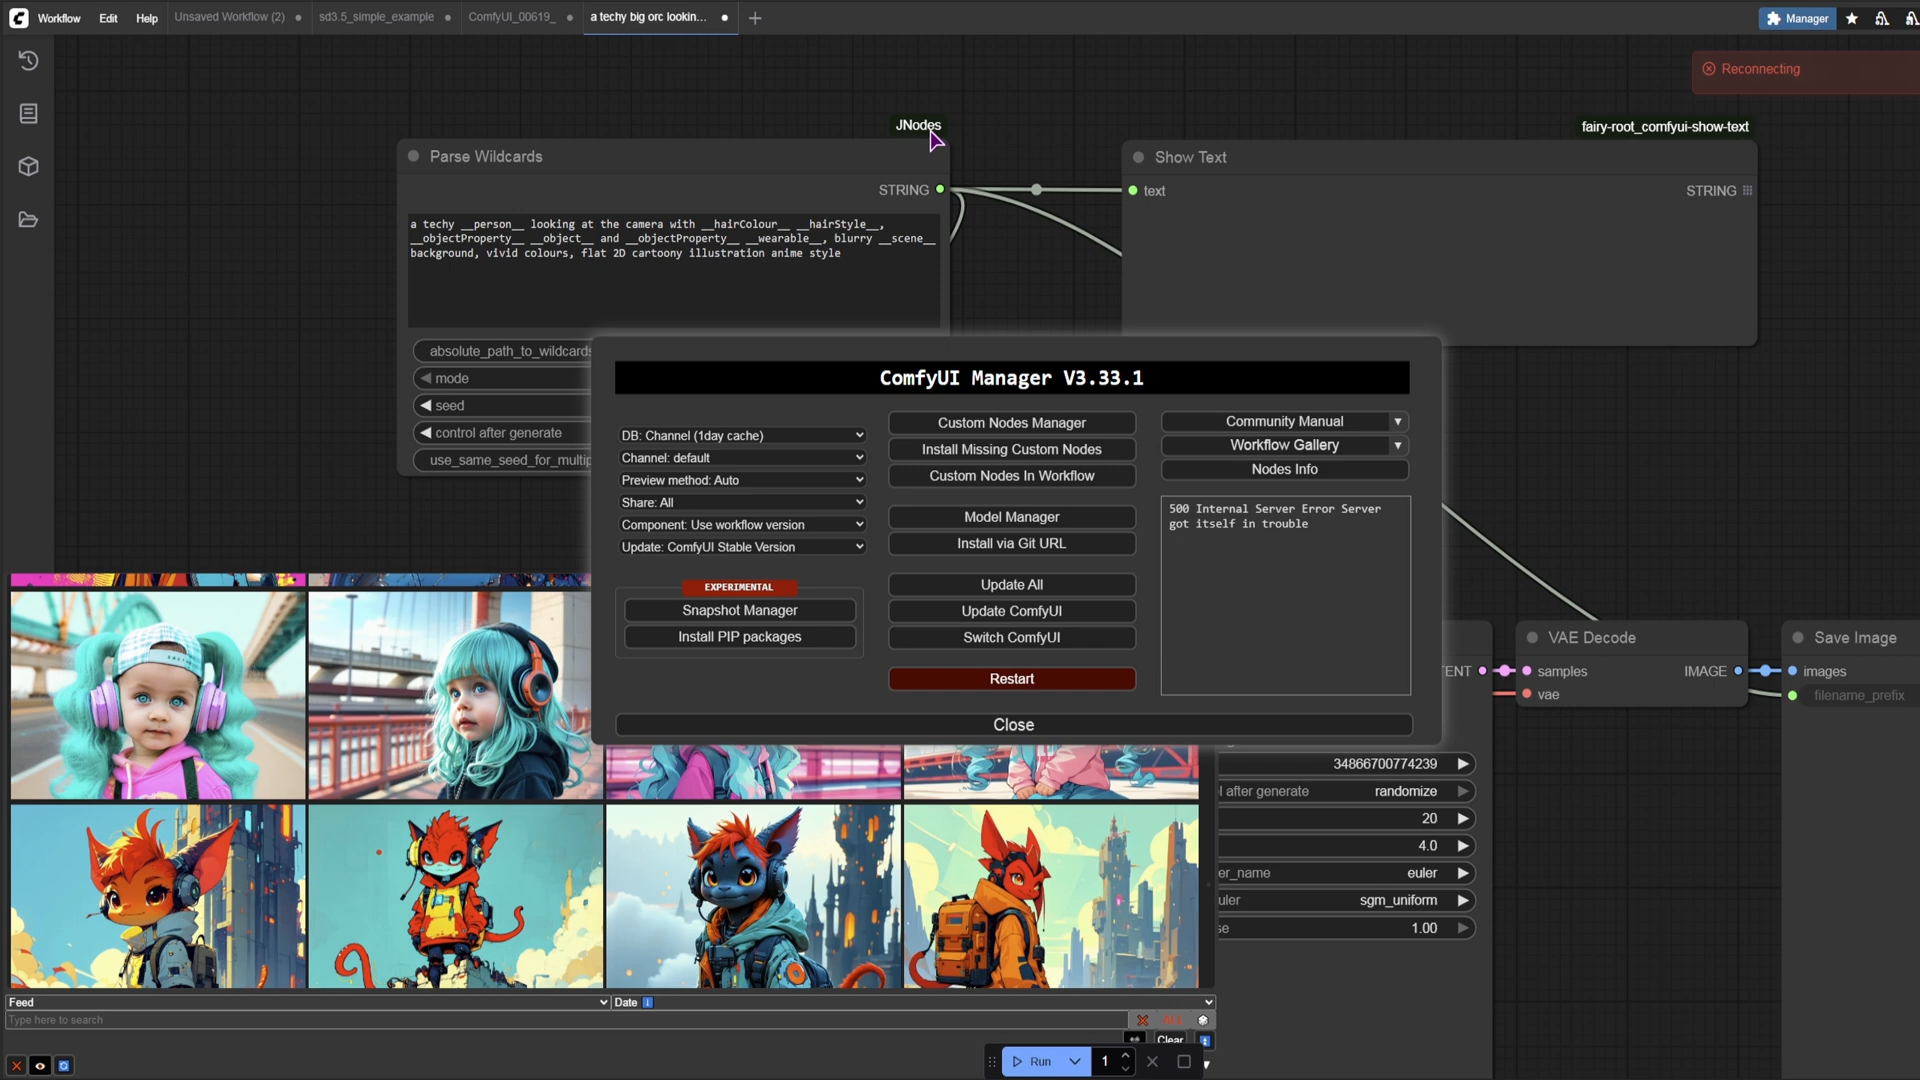 Workflow
Edit
Help
Unsaved Workflow (2)
sd3.5_simple_example
ComfyUI_00619_
a techy big orc lookin...
Manager
Reconnecting
JNodes
fairy-root_comfyui-show-text
Parse Wildcards
STRING
a techy __person__ looking at the camera with __hairColour__ __hairStyle__,
__objectProperty__ __object__ and __objectProperty__ __wearable__, blurry __scene__
background, vivid colours, flat 2D cartoony illustration anime style
absolute_path_to_wildcards
mode
seed
control after generate
use_same_seed_for_multip
Show Text
text
STRING
ComfyUI Manager V3.33.1
DB: Channel (1day cache)
Channel: default
Preview method: Auto
Share: All
Component: Use workflow version
Update: ComfyUI Stable Version
EXPERIMENTAL
Snapshot Manager
Install PIP packages
Custom Nodes Manager
Install Missing Custom Nodes
Custom Nodes In Workflow
Model Manager
Install via Git URL
Update All
Update ComfyUI
Switch ComfyUI
Restart
Community Manual
Workflow Gallery
Nodes Info
500 Internal Server Error Server
got itself in trouble
Close
ENT
VAE Decode
samples
IMAGE
vae
Save Image
images
filename_prefix
34866700774239
l after generate
randomize
20
4.0
er_name
euler
uler
sgm_uniform
se
1.00
Feed
Date
Type here to search
ALL
Clear
Run
1